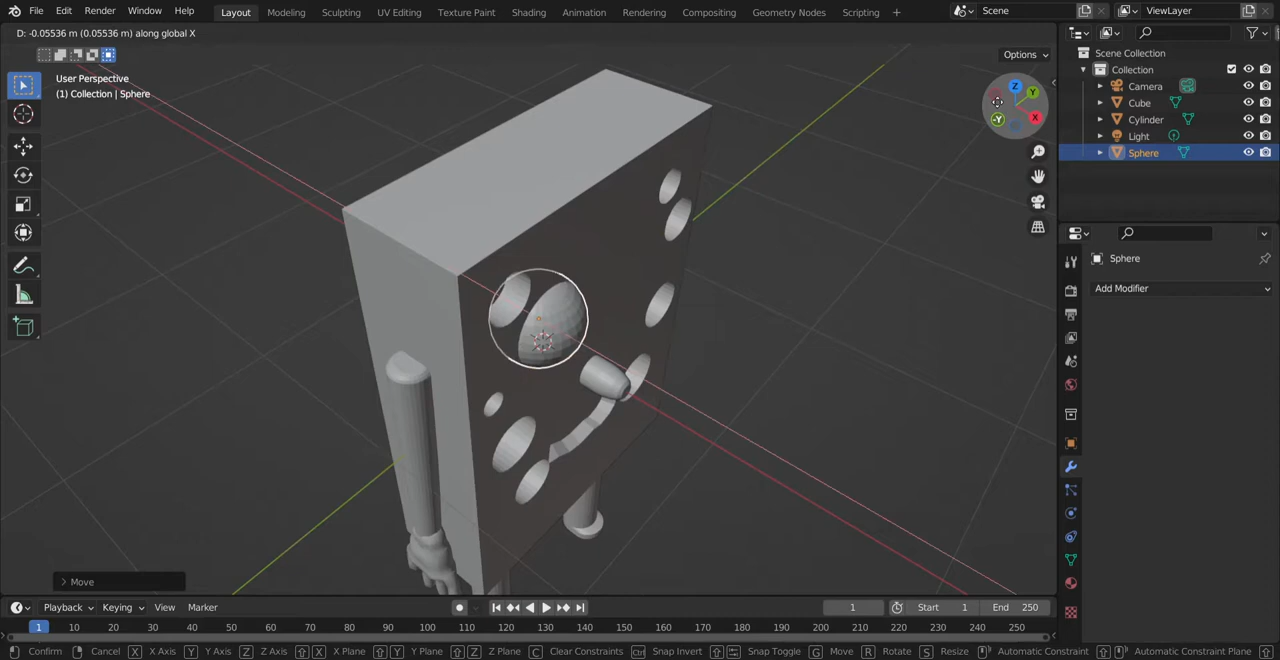 File Edit Render Window Help Layout Modeling Sculpting UV Editing Texture Paint Shading Animation Rendering Compositing Geometry Nodes Scripting + Scene ViewLayer
D: -0.05536 m (0.05536 m) along global X
Options
User Perspective
(1) Collection | Sphere
Z
Y
X
-Y
Scene Collection
Collection
Camera
Cube
Cylinder
Light
Sphere
Sphere
Add Modifier
Move
Playback Keying View Marker 1 Start 1 End 250
1 10 20 30 40 50 60 70 80 90 100 110 120 130 140 150 160 170 180 190 200 210 220 230 240 250
Confirm Cancel X X Axis Y Y Axis Z Z Axis X X Plane Y Y Plane Z Z Plane C Clear Constraints Ctrl Snap Invert Snap Toggle G Move R Rotate S Resize Automatic Constraint Automatic Constraint Plane